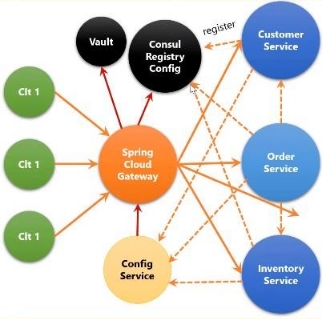 register
Vault
Consul
Registry
Config
Customer
Service
Clt 1
Clt 1
Spring
Cloud
Gateway
Order
Service
Clt 1
Config
Service
Inventory
Service